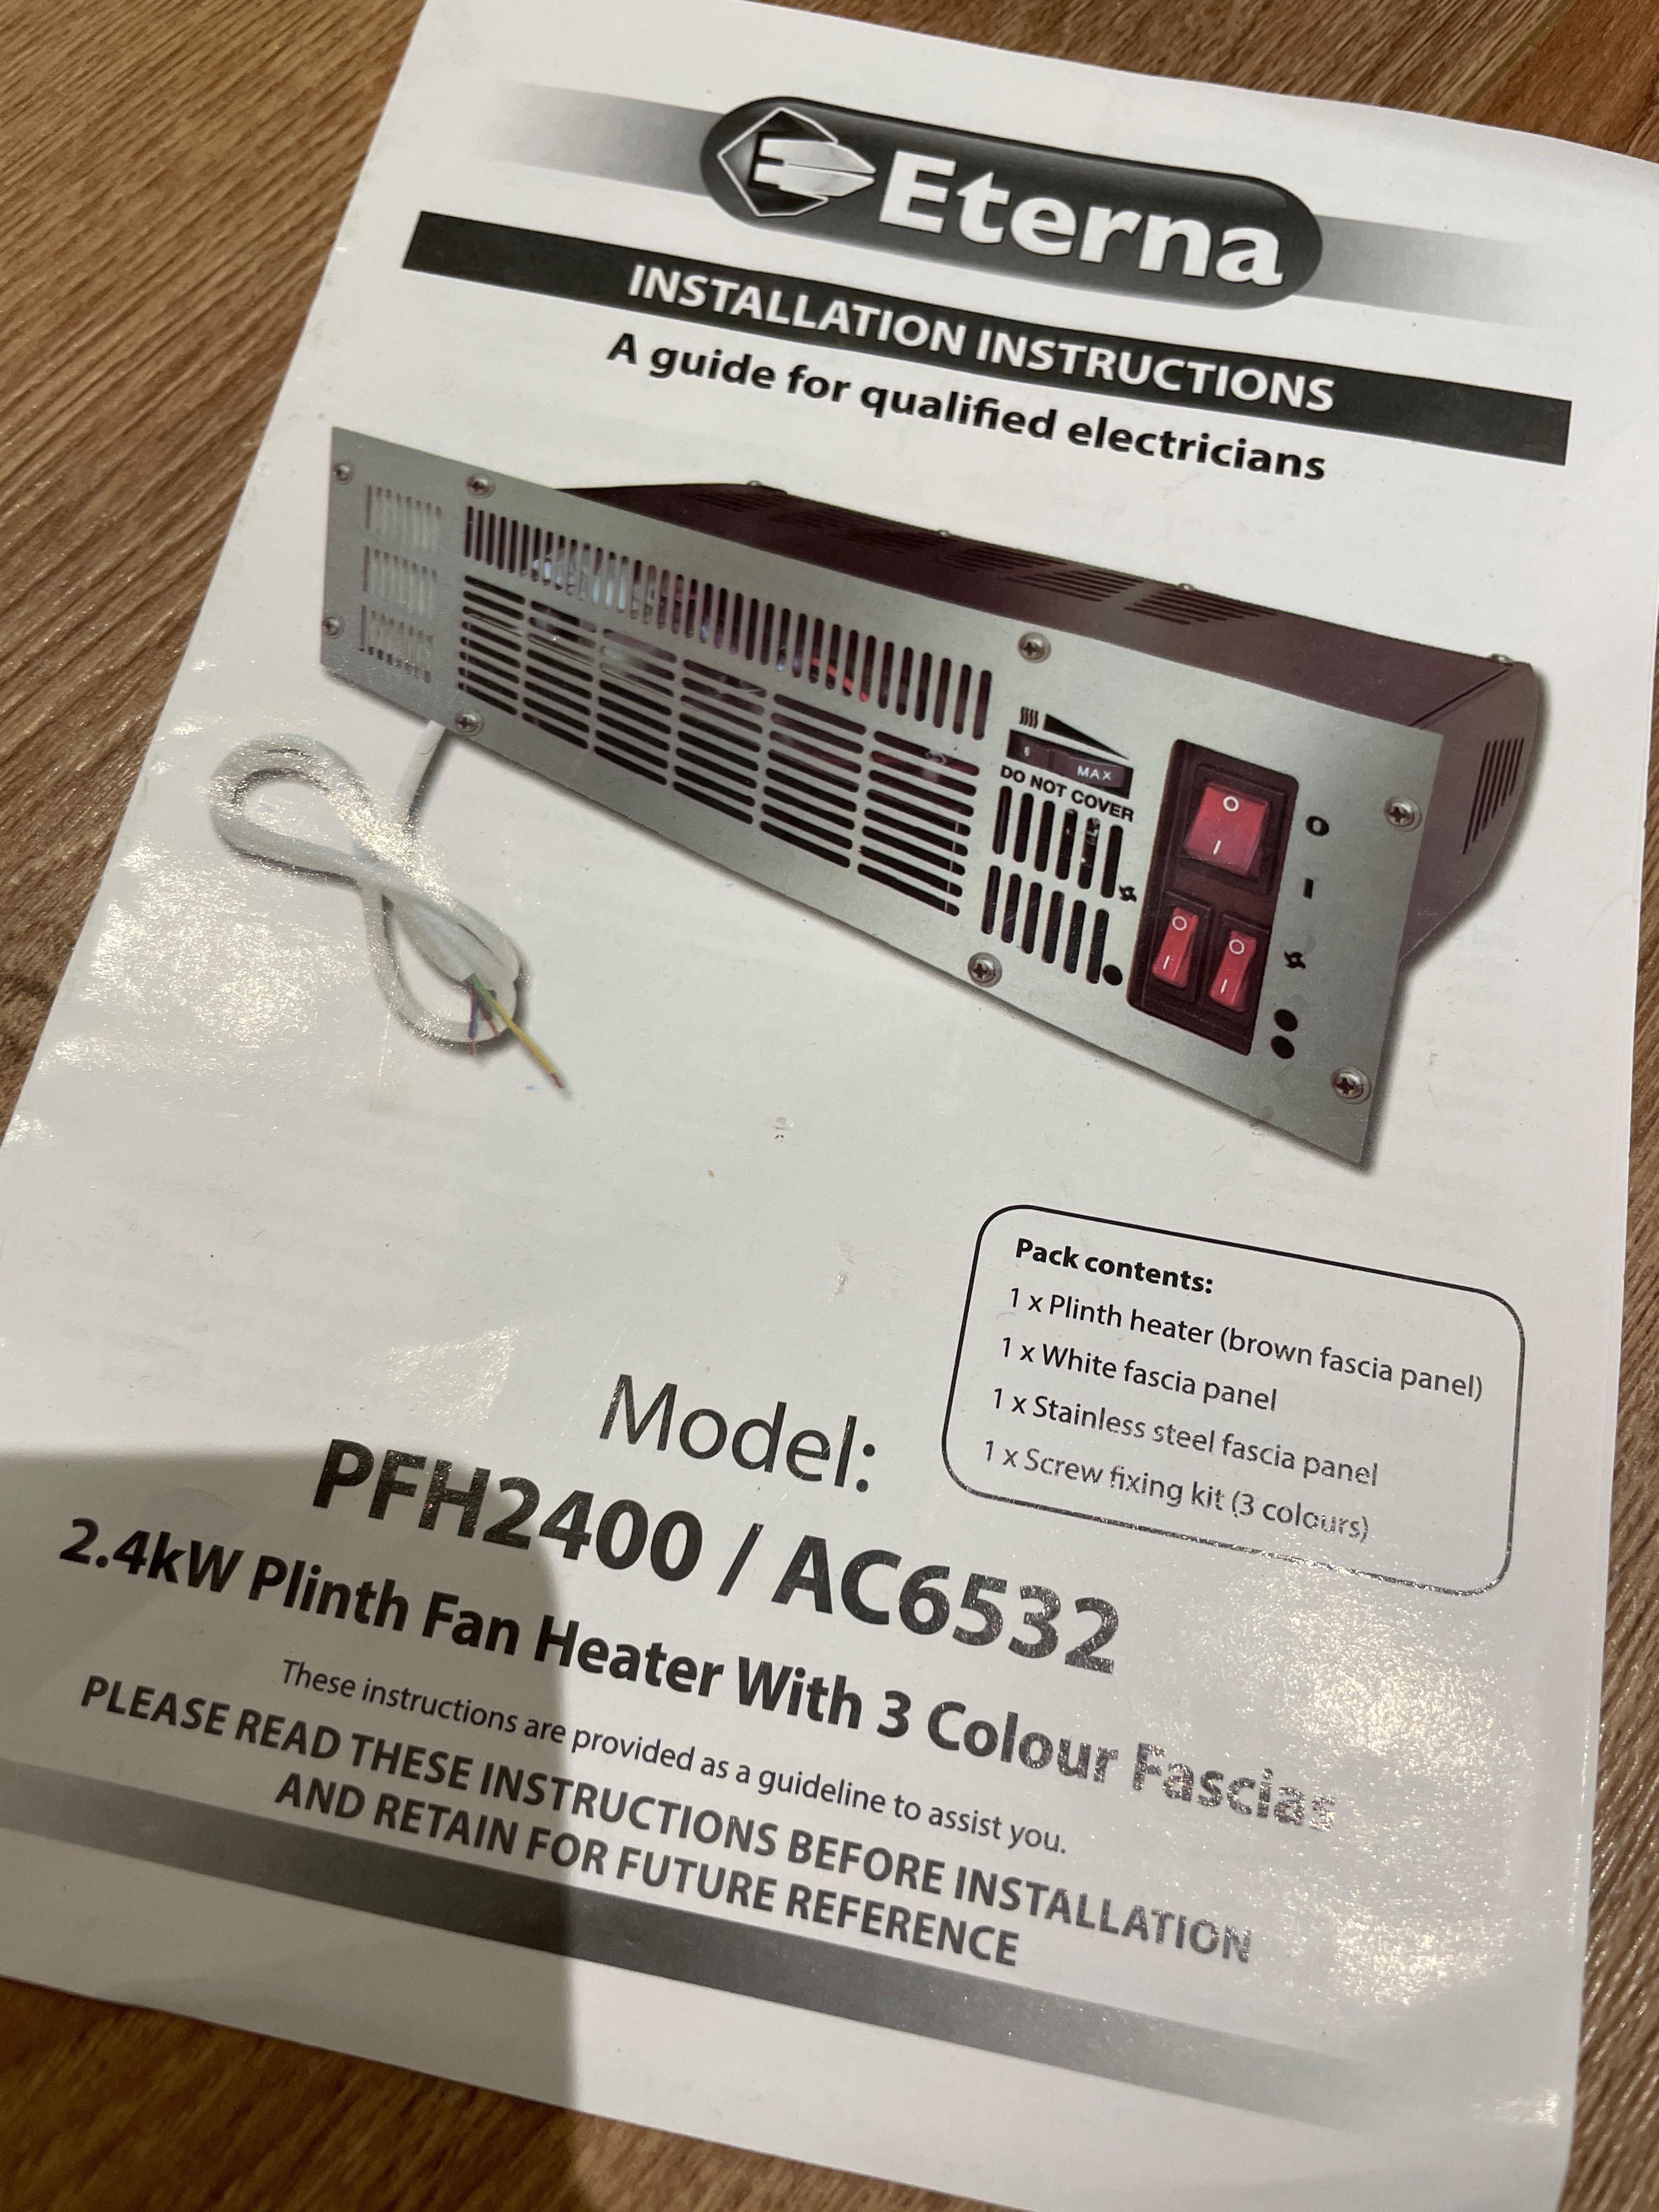 Eterna
INSTALLATION INSTRUCTIONS
A guide for qualified electricians
MAX
DO NOT COVER
O
I
O
I
O
I
O
I
Pack contents:
1 x Plinth heater (brown fascia panel)
1 x White fascia panel
1 x Stainless steel fascia panel
1 x Screw fixing kit (3 colours)
Model:
PFH2400 / AC6532
2.4kW Plinth Fan Heater With 3 Colour Fascias
These instructions are provided as a guideline to assist you.
PLEASE READ THESE INSTRUCTIONS BEFORE INSTALLATION
AND RETAIN FOR FUTURE REFERENCE